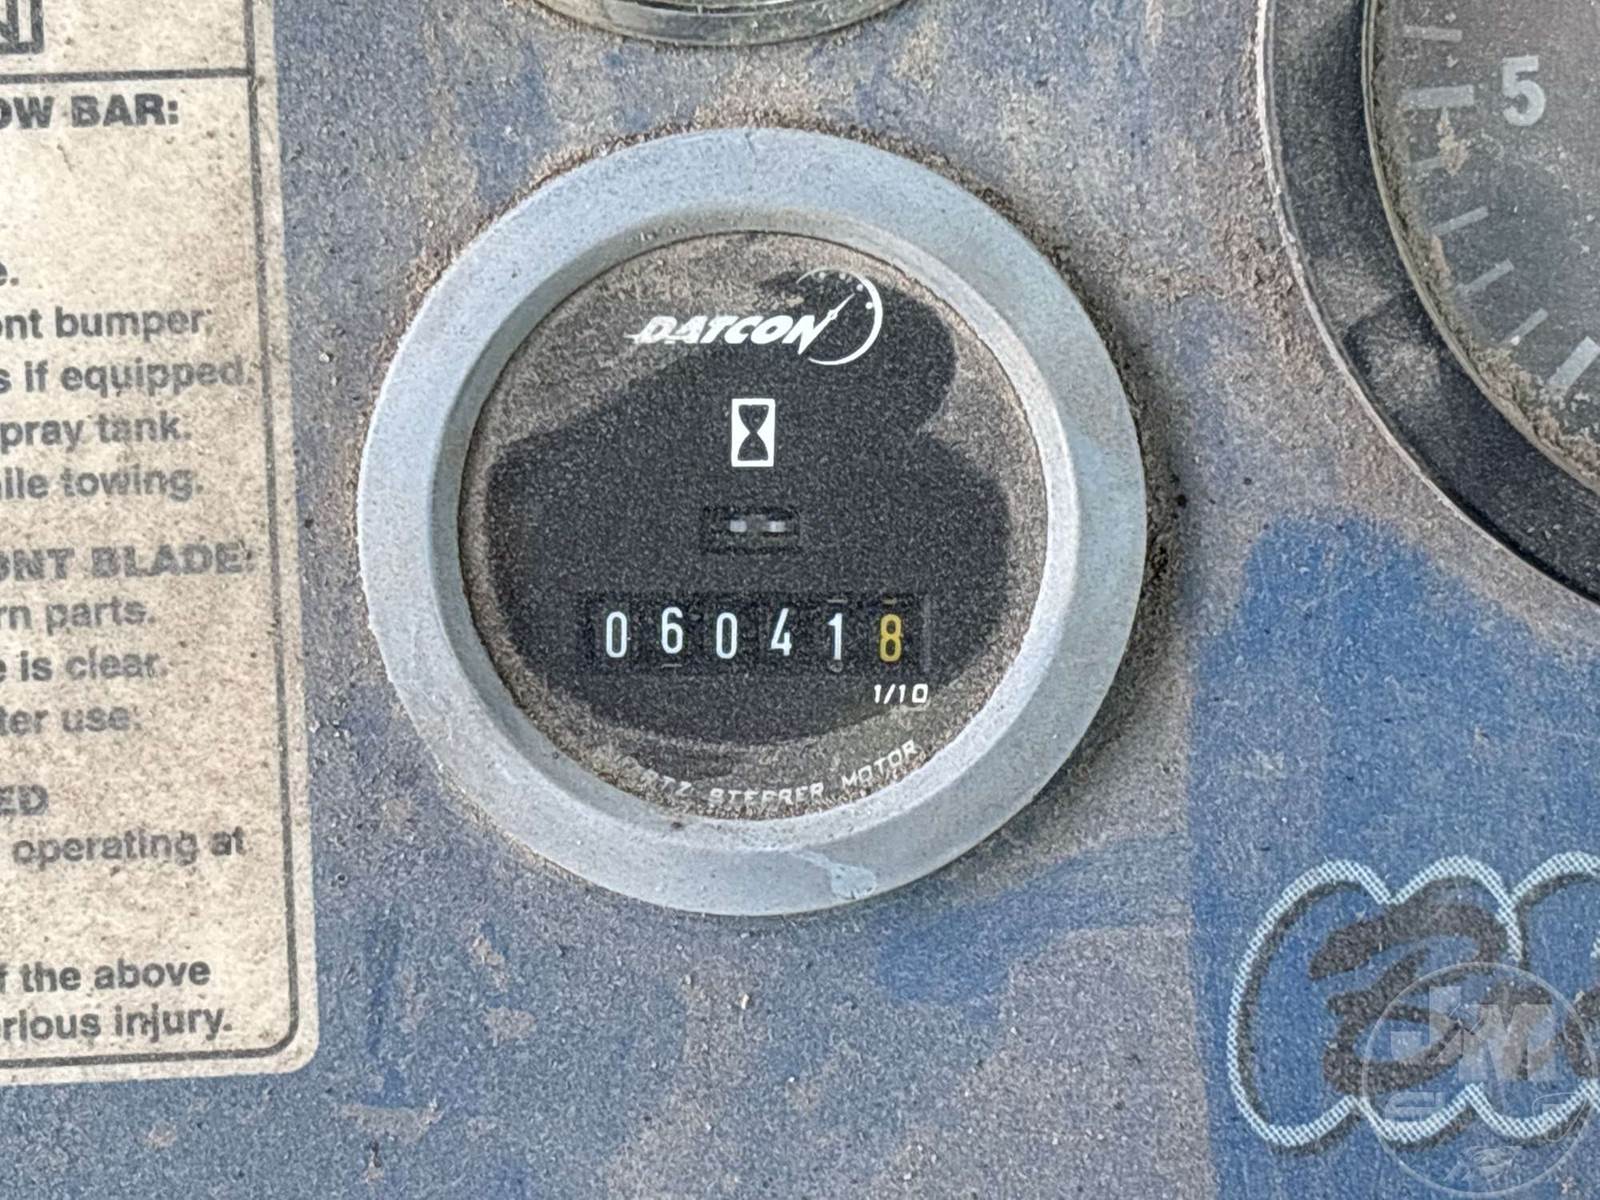 OW BAR:
e.
ont bumper;
s if equipped.
pray tank.
ile towing.
ONT BLADE:
rn parts.
e is clear.
ter use.
ED
operating at
f the above
rious injury.
DATCON
060418
1/10
STEPPER MOTOR
5